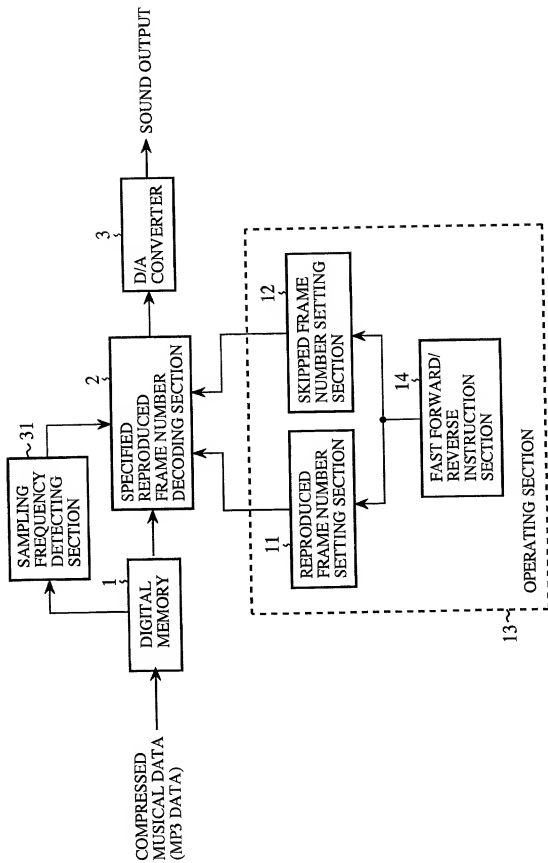 COMPRESSED
MUSICAL DATA
(MP3 DATA)
1
DIGITAL
MEMORY
31
SAMPLING
FREQUENCY
DETECTING
SECTION
2
SPECIFIED
REPRODUCED
FRAME NUMBER
DECODING SECTION
3
D/A
CONVERTER
SOUND OUTPUT
11
REPRODUCED
FRAME NUMBER
SETTING SECTION
12
SKIPPED FRAME
NUMBER SETTING
SECTION
14
FAST FORWARD/
REVERSE
INSTRUCTION
SECTION
13
OPERATING SECTION